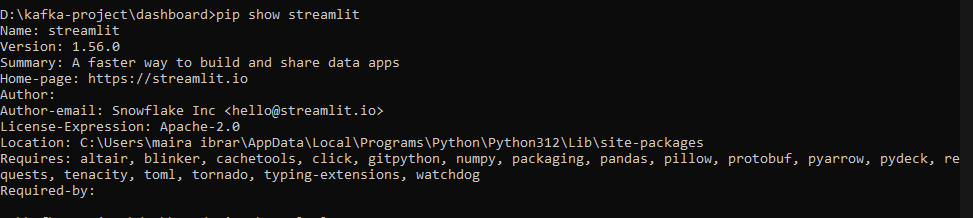 D:\kafka-project\dashboard>pip show streamlit
Name: streamlit
Version: 1.56.0
Summary: A faster way to build and share data apps
Home-page: https://streamlit.io
Author:
Author-email: Snowflake Inc <hello@streamlit.io>
License-Expression: Apache-2.0
Location: C:\Users\maira ibrar\AppData\Local\Programs\Python\Python312\Lib\site-packages
Requires: altair, blinker, cachetools, click, gitpython, numpy, packaging, pandas, pillow, protobuf, pyarrow, pydeck, re
quests, tenacity, toml, tornado, typing-extensions, watchdog
Required-by: